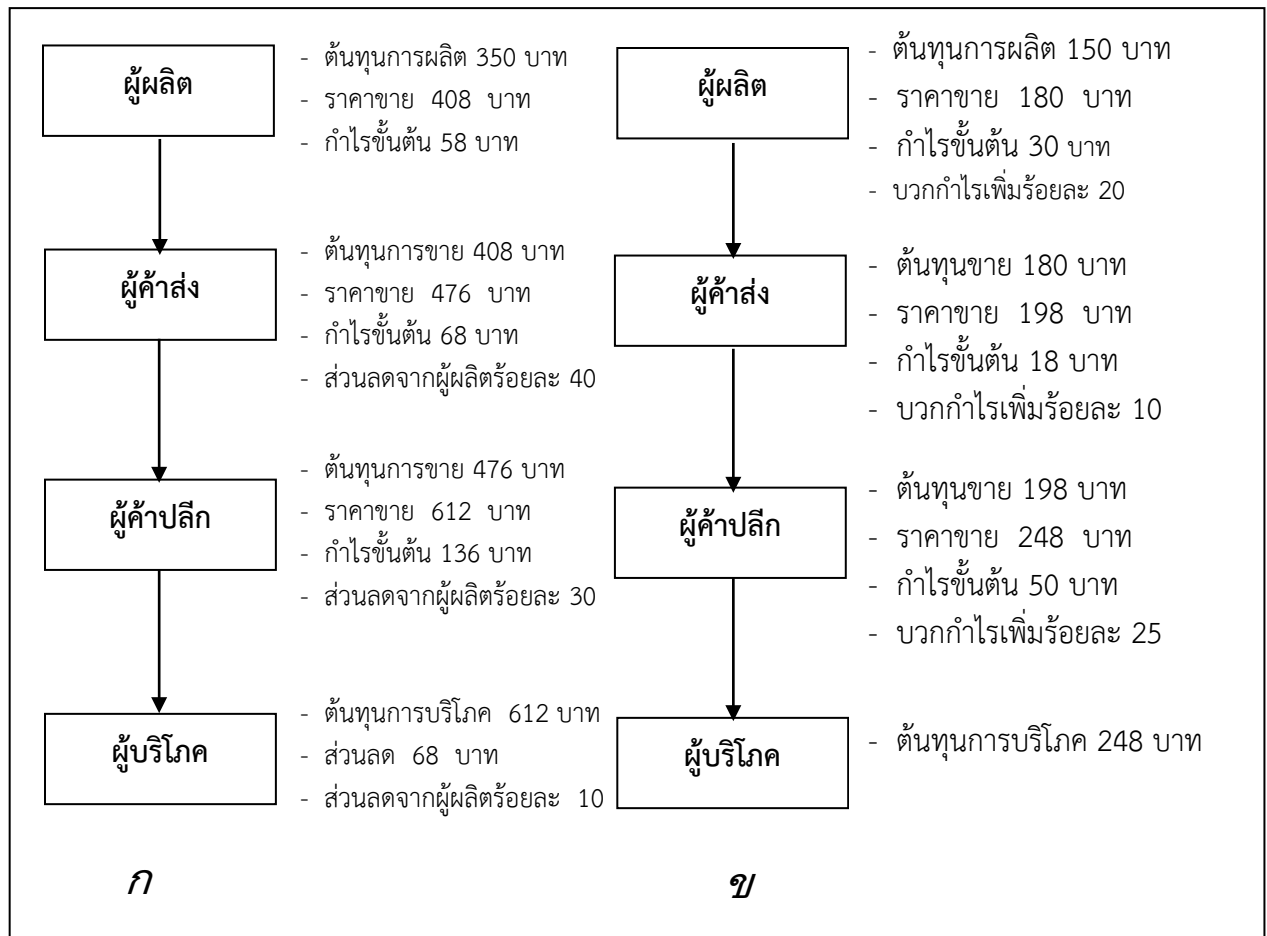 ผู้ผลิต
- ต้นทุนการผลิต 350 บาท
- ราคาขาย 408 บาท
- กำไรขั้นต้น 58 บาท
ผู้ค้าส่ง
- ต้นทุนการขาย 408 บาท
- ราคาขาย 476 บาท
- กำไรขั้นต้น 68 บาท
- ส่วนลดจากผู้ผลิตร้อยละ 40
ผู้ค้าปลีก
- ต้นทุนการขาย 476 บาท
- ราคาขาย 612 บาท
- กำไรขั้นต้น 136 บาท
- ส่วนลดจากผู้ผลิตร้อยละ 30
ผู้บริโภค
- ต้นทุนการบริโภค 612 บาท
- ส่วนลด 68 บาท
- ส่วนลดจากผู้ผลิตร้อยละ 10
ก
ผู้ผลิต
- ต้นทุนการผลิต 150 บาท
- ราคาขาย 180 บาท
- กำไรขั้นต้น 30 บาท
- บวกกำไรเพิ่มร้อยละ 20
ผู้ค้าส่ง
- ต้นทุนขาย 180 บาท
- ราคาขาย 198 บาท
- กำไรขั้นต้น 18 บาท
- บวกกำไรเพิ่มร้อยละ 10
ผู้ค้าปลีก
- ต้นทุนขาย 198 บาท
- ราคาขาย 248 บาท
- กำไรขั้นต้น 50 บาท
- บวกกำไรเพิ่มร้อยละ 25
ผู้บริโภค
- ต้นทุนการบริโภค 248 บาท
ข